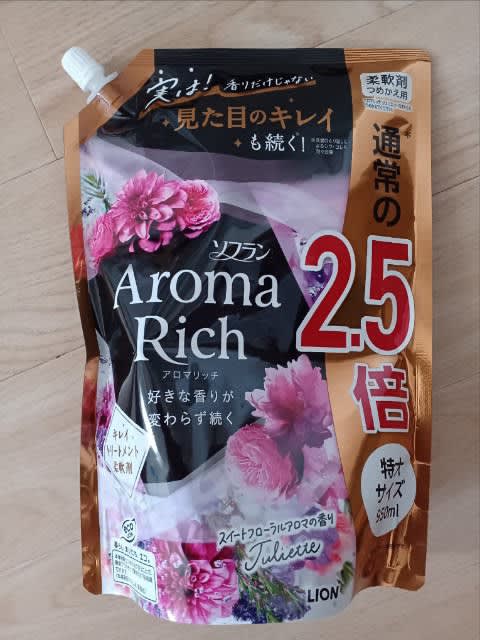 実は!
香りだけじゃない
見た目のキレイ
も続く!
柔軟剤
つめかえ用
通常の
2.5
倍
ソフラン
Aroma
Rich
アロマリッチ
好きな香りが
変わらず続く
キレイ
トリートメント
柔軟剤
特大
サイズ
950ml
eco
スイートフローラルアロマの香り
Juliette
LION